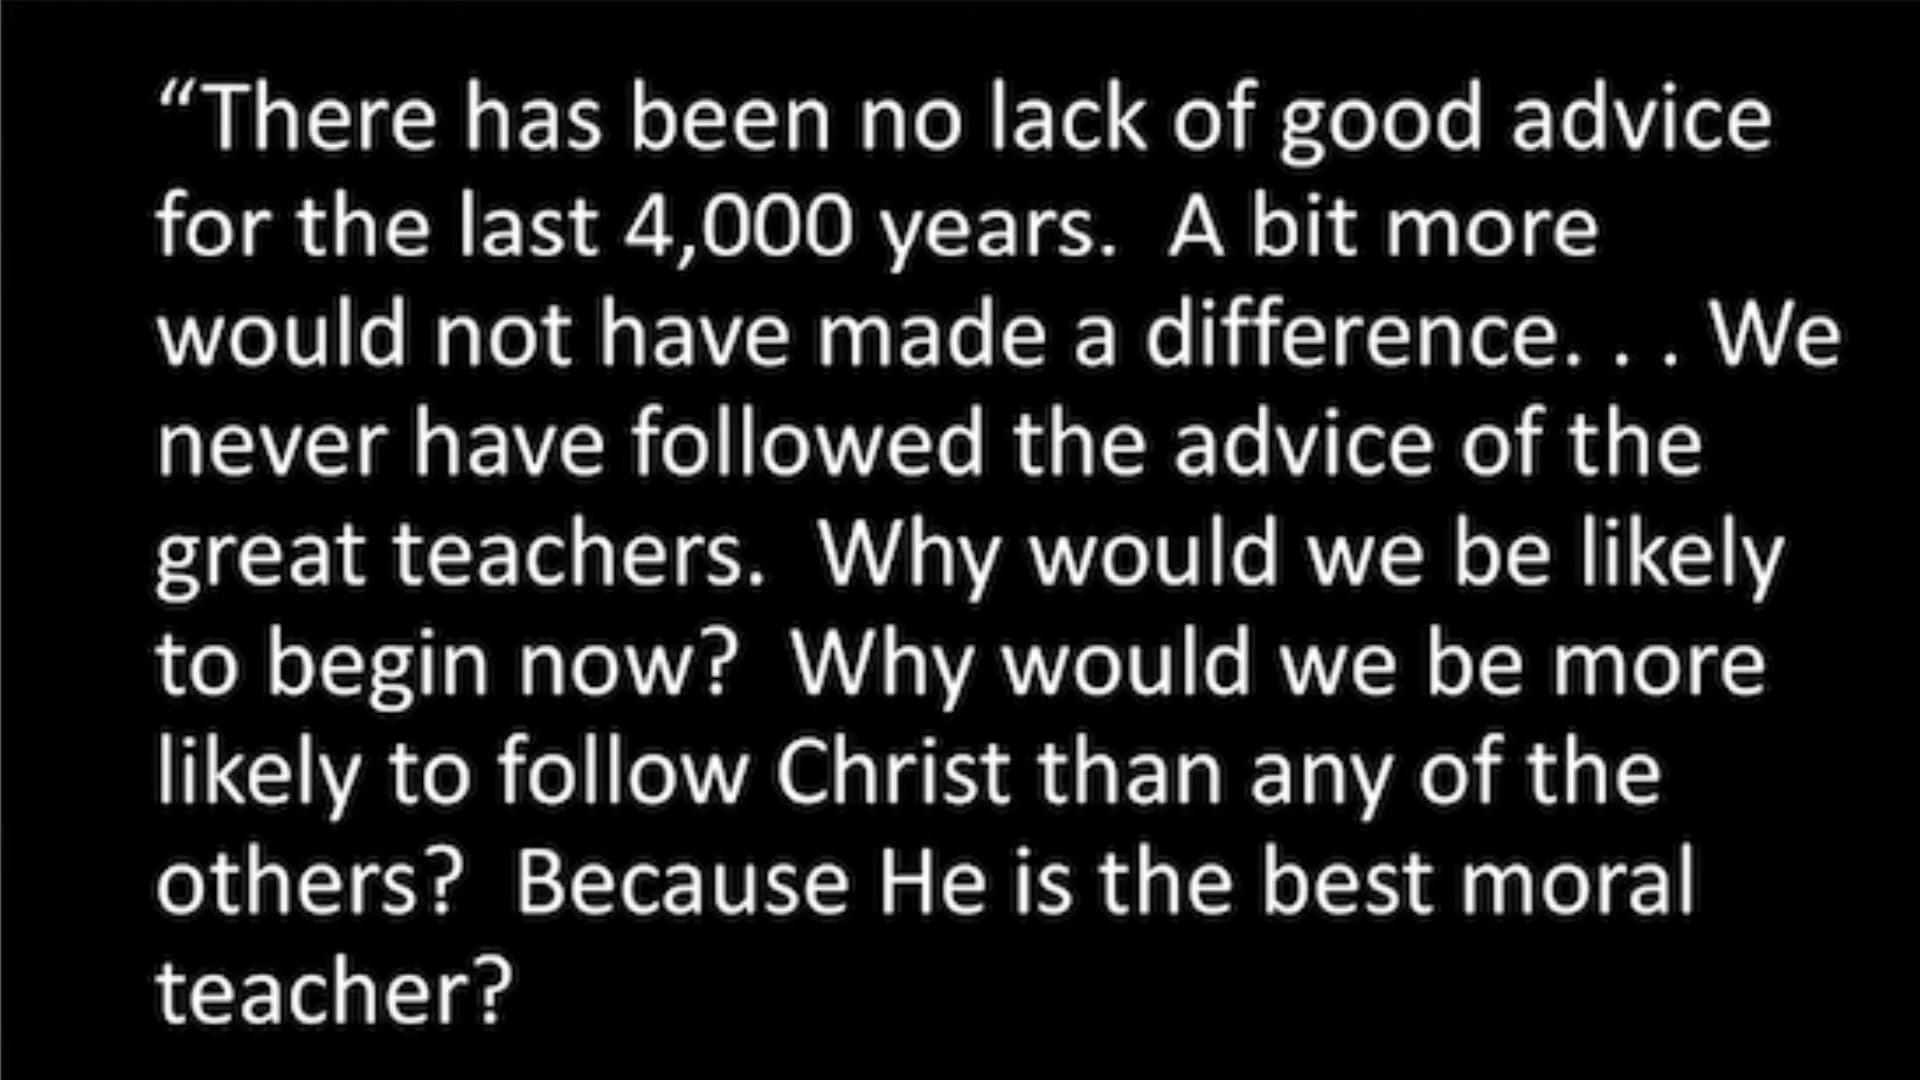 “There has been no lack of good advice
for the last 4,000 years.  A bit more
would not have made a difference. . . We
never have followed the advice of the
great teachers.  Why would we be likely
to begin now?  Why would we be more
likely to follow Christ than any of the
others?  Because He is the best moral
teacher?